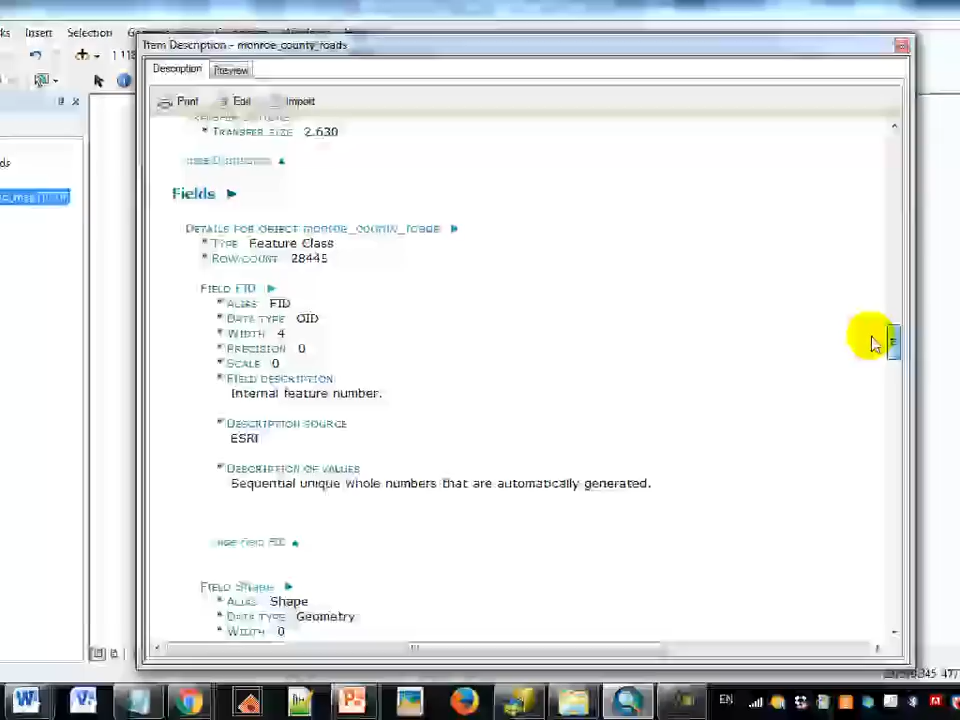 Insert Selection
Item Description - monroe_county_roads
Description Preview
Print Edit Import
TRANSFER SIZE 2.630
Fields ►
DETAILS FOR OBJECT monroe_county_roads ►
* TYPE Feature Class
* ROW COUNT 28445
FIELD FID ►
* ALIAS FID
* DATA TYPE OID
* WIDTH 4
* PRECISION 0
* SCALE 0
* FIELD DESCRIPTION
Internal feature number.
* DESCRIPTION SOURCE
ESRI
* DESCRIPTION OF VALUES
Sequential unique whole numbers that are automatically generated.
Hide Field FID ▲
FIELD Shape ►
* ALIAS Shape
* DATA TYPE Geometry
* WIDTH 0
EN